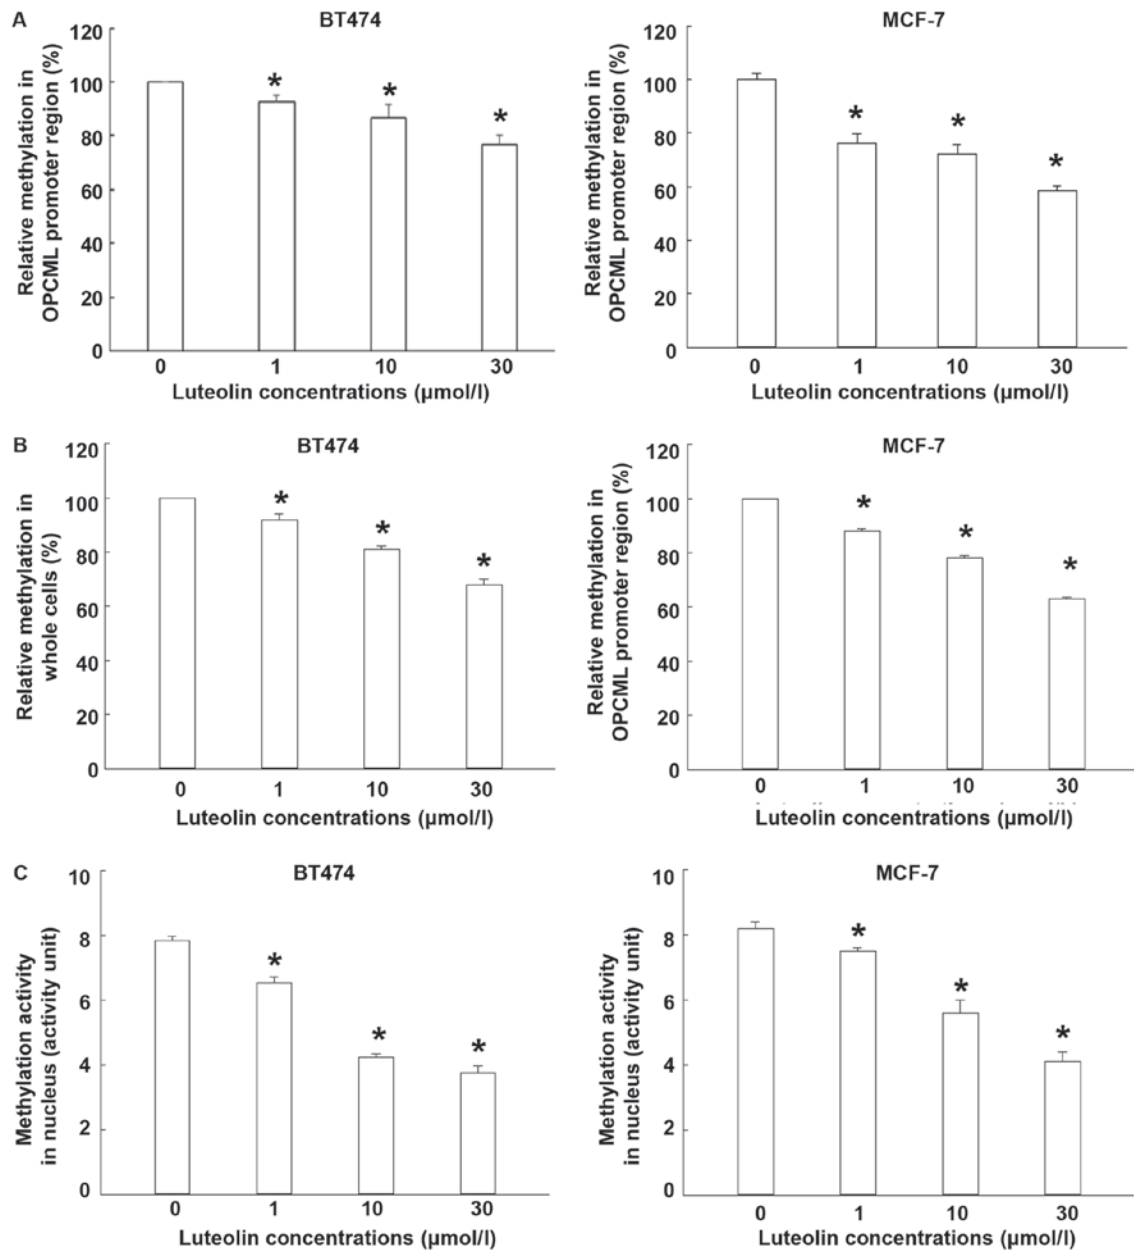 A
BT474
Relative methylation in
OPCML promoter region (%)
120
100
80
60
40
20
0
*
*
*
0 1 10 30
Luteolin concentrations (µmol/l)
MCF-7
Relative methylation in
OPCML promoter region (%)
120
100
80
60
40
20
0
*
*
*
0 1 10 30
Luteolin concentrations (µmol/l)
B
BT474
Relative methylation in
whole cells (%)
120
100
80
60
40
20
0
*
*
*
0 1 10 30
Luteolin concentrations (µmol/l)
MCF-7
Relative methylation in
OPCML promoter region (%)
120
100
80
60
40
20
0
*
*
*
0 1 10 30
Luteolin concentrations (µmol/l)
C
BT474
Methylation activity
in nucleus (activity unit)
10
8
6
4
2
0
*
*
*
0 1 10 30
Luteolin concentrations (µmol/l)
MCF-7
Methylation activity
in nucleus (activity unit)
10
8
6
4
2
0
*
*
*
0 1 10 30
Luteolin concentrations (µmol/l)